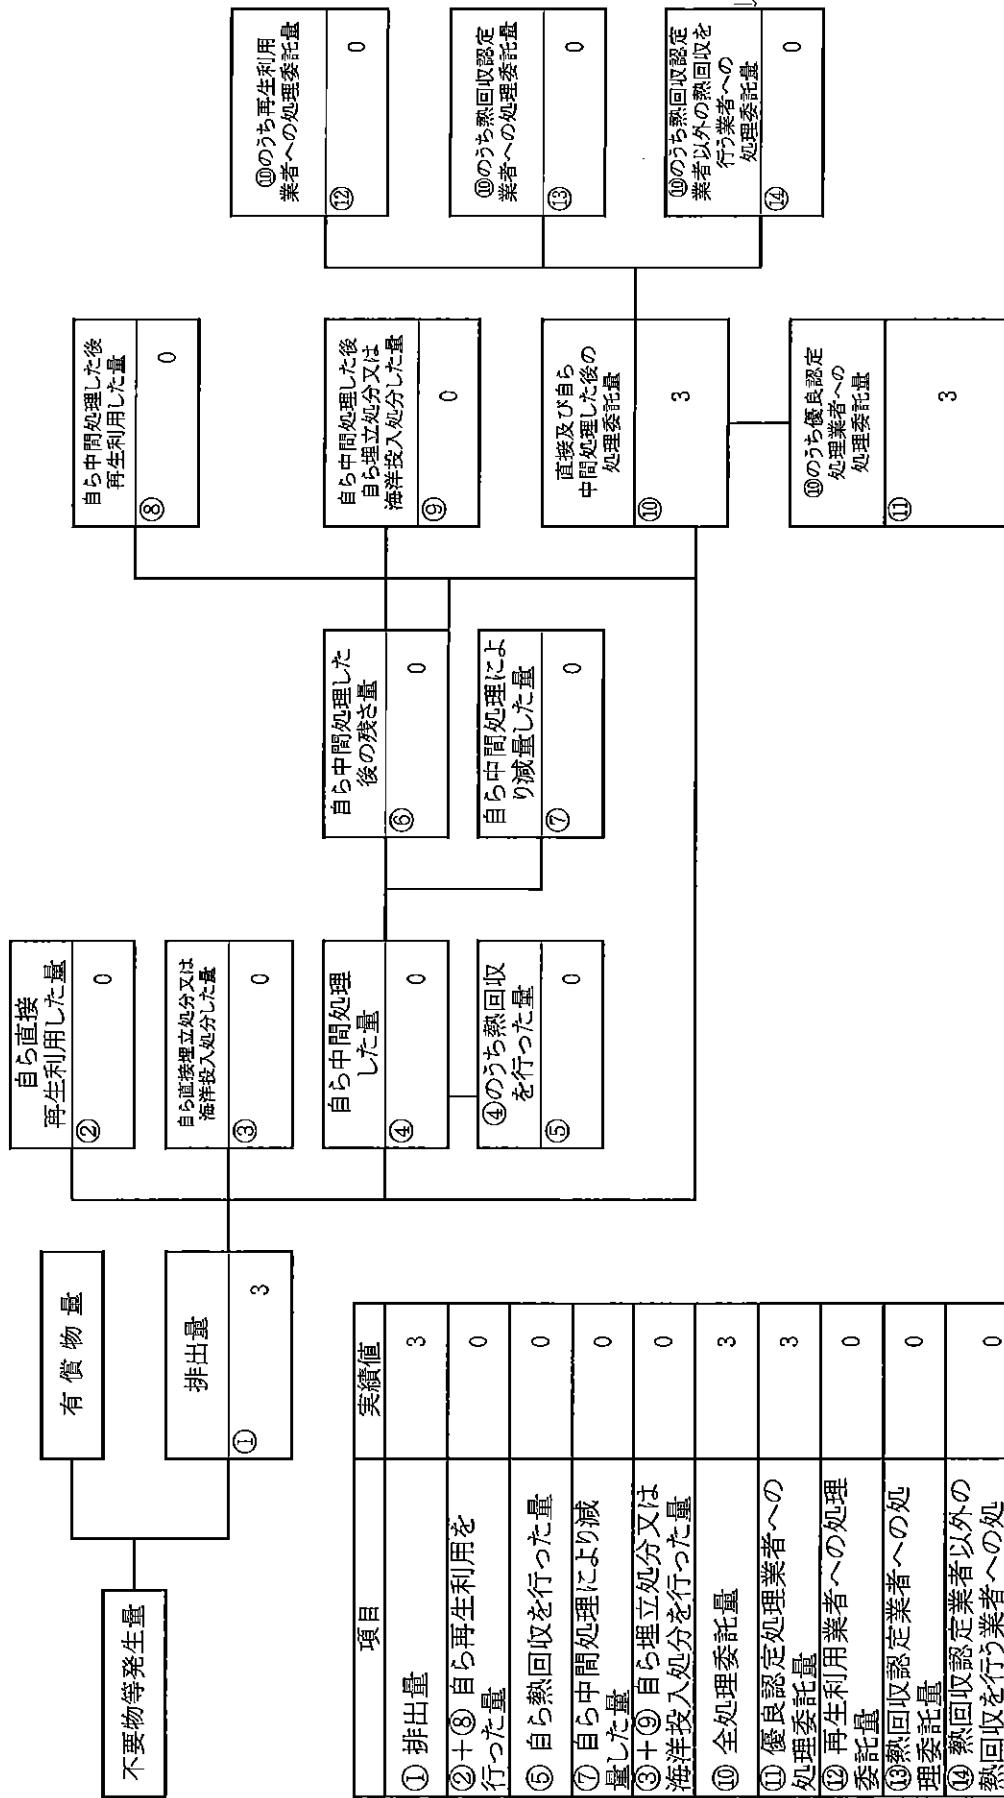 不要物等発生量
有償物量
排出量
① 3
自ら直接
再生利用した量
② 0
自ら直接埋立処分又は
海洋投入処分した量
③ 0
自ら中間処理
した量
④ 0
④のうち熱回収
を行った量
⑤ 0
自ら中間処理した
後の残さ量
⑥ 0
自ら中間処理によ
り減量した量
⑦ 0
自ら中間処理した後
再生利用した量
⑧ 0
自ら中間処理した後
自ら埋立処分又は
海洋投入処分した量
⑨ 0
直接及び自ら
中間処理した後の
処理委託量
⑩ 3
⑩のうち優良認定
処理業者への
処理委託量
⑪ 3
⑩のうち再生利用
業者への処理委託量
⑫ 0
⑩のうち熱回収認定
業者への処理委託量
⑬ 0
⑩のうち熱回収認定
業者以外の熱回収を
行う業者への
処理委託量
⑭ 0
項目 実績値
①排出量 3
②+⑧自ら再生利用を
行った量 0
⑤自ら熱回収を行った量 0
⑦自ら中間処理により減
量した量 0
③+⑨自ら埋立処分又は
海洋投入処分を行った量 0
⑩全処理委託量 3
⑪優良認定処理業者への
処理委託量 3
⑫再生利用業者への処理
委託量 0
⑬熱回収認定業者への処
理委託量 0
⑭熱回収認定業者以外の
熱回収を行う業者への処 0